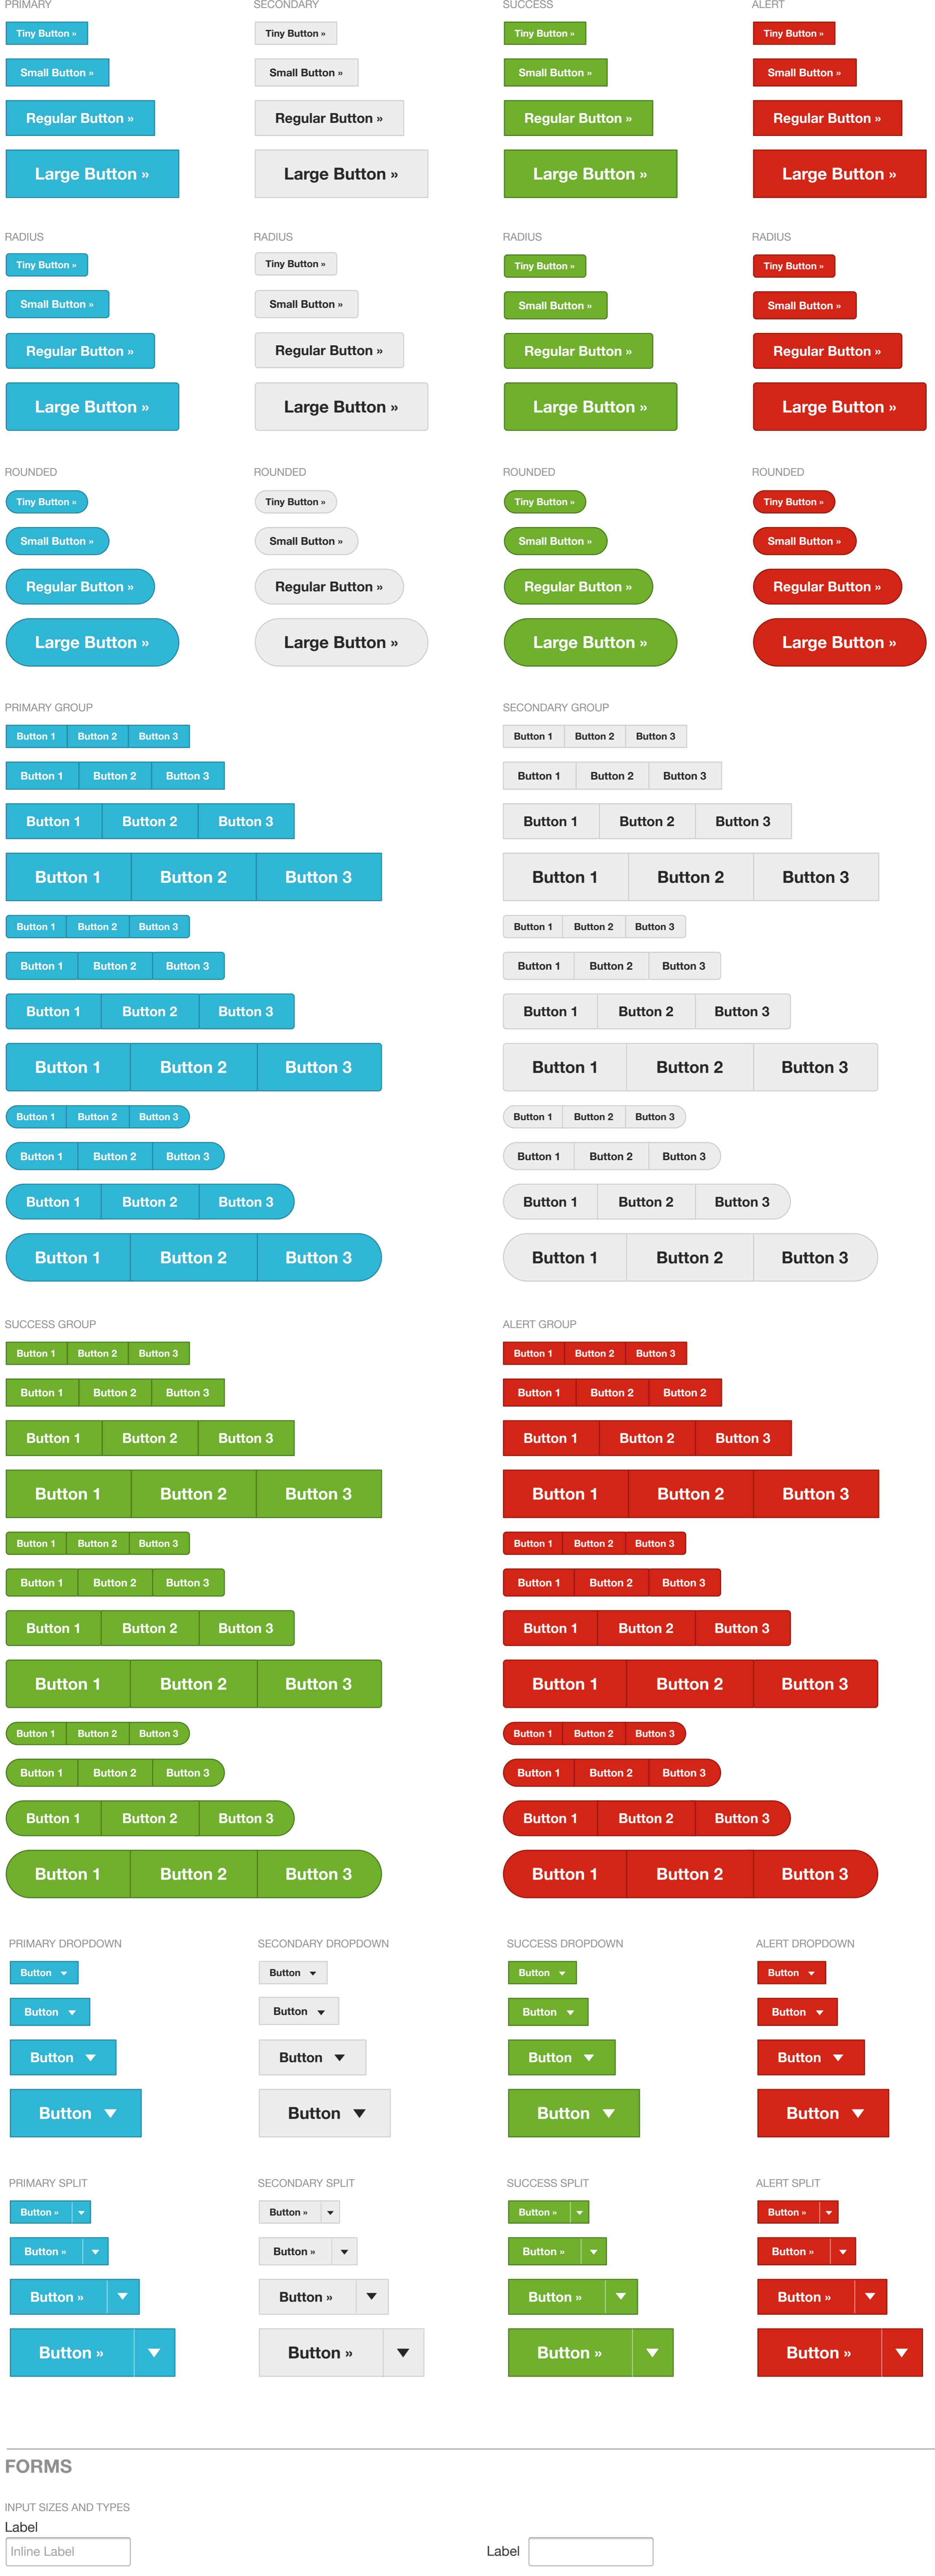 PRIMARY SECONDARY SUCCESS ALERT
Tiny Button » Tiny Button » Tiny Button » Tiny Button »
Small Button » Small Button » Small Button » Small Button »
Regular Button » Regular Button » Regular Button » Regular Button »
Large Button » Large Button » Large Button » Large Button »
RADIUS RADIUS RADIUS RADIUS
Tiny Button » Tiny Button » Tiny Button » Tiny Button »
Small Button » Small Button » Small Button » Small Button »
Regular Button » Regular Button » Regular Button » Regular Button »
Large Button » Large Button » Large Button » Large Button »
ROUNDED ROUNDED ROUNDED ROUNDED
Tiny Button » Tiny Button » Tiny Button » Tiny Button »
Small Button » Small Button » Small Button » Small Button »
Regular Button » Regular Button » Regular Button » Regular Button »
Large Button » Large Button » Large Button » Large Button »
PRIMARY GROUP SECONDARY GROUP
Button 1 Button 2 Button 3 Button 1 Button 2 Button 3
Button 1 Button 2 Button 3 Button 1 Button 2 Button 3
Button 1 Button 2 Button 3 Button 1 Button 2 Button 3
Button 1 Button 2 Button 3 Button 1 Button 2 Button 3
Button 1 Button 2 Button 3 Button 1 Button 2 Button 3
Button 1 Button 2 Button 3 Button 1 Button 2 Button 3
Button 1 Button 2 Button 3 Button 1 Button 2 Button 3
Button 1 Button 2 Button 3 Button 1 Button 2 Button 3
Button 1 Button 2 Button 3 Button 1 Button 2 Button 3
Button 1 Button 2 Button 3 Button 1 Button 2 Button 3
Button 1 Button 2 Button 3 Button 1 Button 2 Button 3
Button 1 Button 2 Button 3 Button 1 Button 2 Button 3
SUCCESS GROUP ALERT GROUP
Button 1 Button 2 Button 3 Button 1 Button 2 Button 3
Button 1 Button 2 Button 3 Button 1 Button 2 Button 2
Button 1 Button 2 Button 3 Button 1 Button 2 Button 3
Button 1 Button 2 Button 3 Button 1 Button 2 Button 3
Button 1 Button 2 Button 3 Button 1 Button 2 Button 3
Button 1 Button 2 Button 3 Button 1 Button 2 Button 3
Button 1 Button 2 Button 3 Button 1 Button 2 Button 3
Button 1 Button 2 Button 3 Button 1 Button 2 Button 3
Button 1 Button 2 Button 3 Button 1 Button 2 Button 3
Button 1 Button 2 Button 3 Button 1 Button 2 Button 3
Button 1 Button 2 Button 3 Button 1 Button 2 Button 3
Button 1 Button 2 Button 3 Button 1 Button 2 Button 3
PRIMARY DROPDOWN SECONDARY DROPDOWN SUCCESS DROPDOWN ALERT DROPDOWN
Button Button Button Button
Button Button Button Button
Button Button Button Button
Button Button Button Button
PRIMARY SPLIT SECONDARY SPLIT SUCCESS SPLIT ALERT SPLIT
Button » Button » Button » Button »
Button » Button » Button » Button »
Button » Button » Button » Button »
Button » Button » Button » Button »
FORMS
INPUT SIZES AND TYPES
Label
Inline Label Label